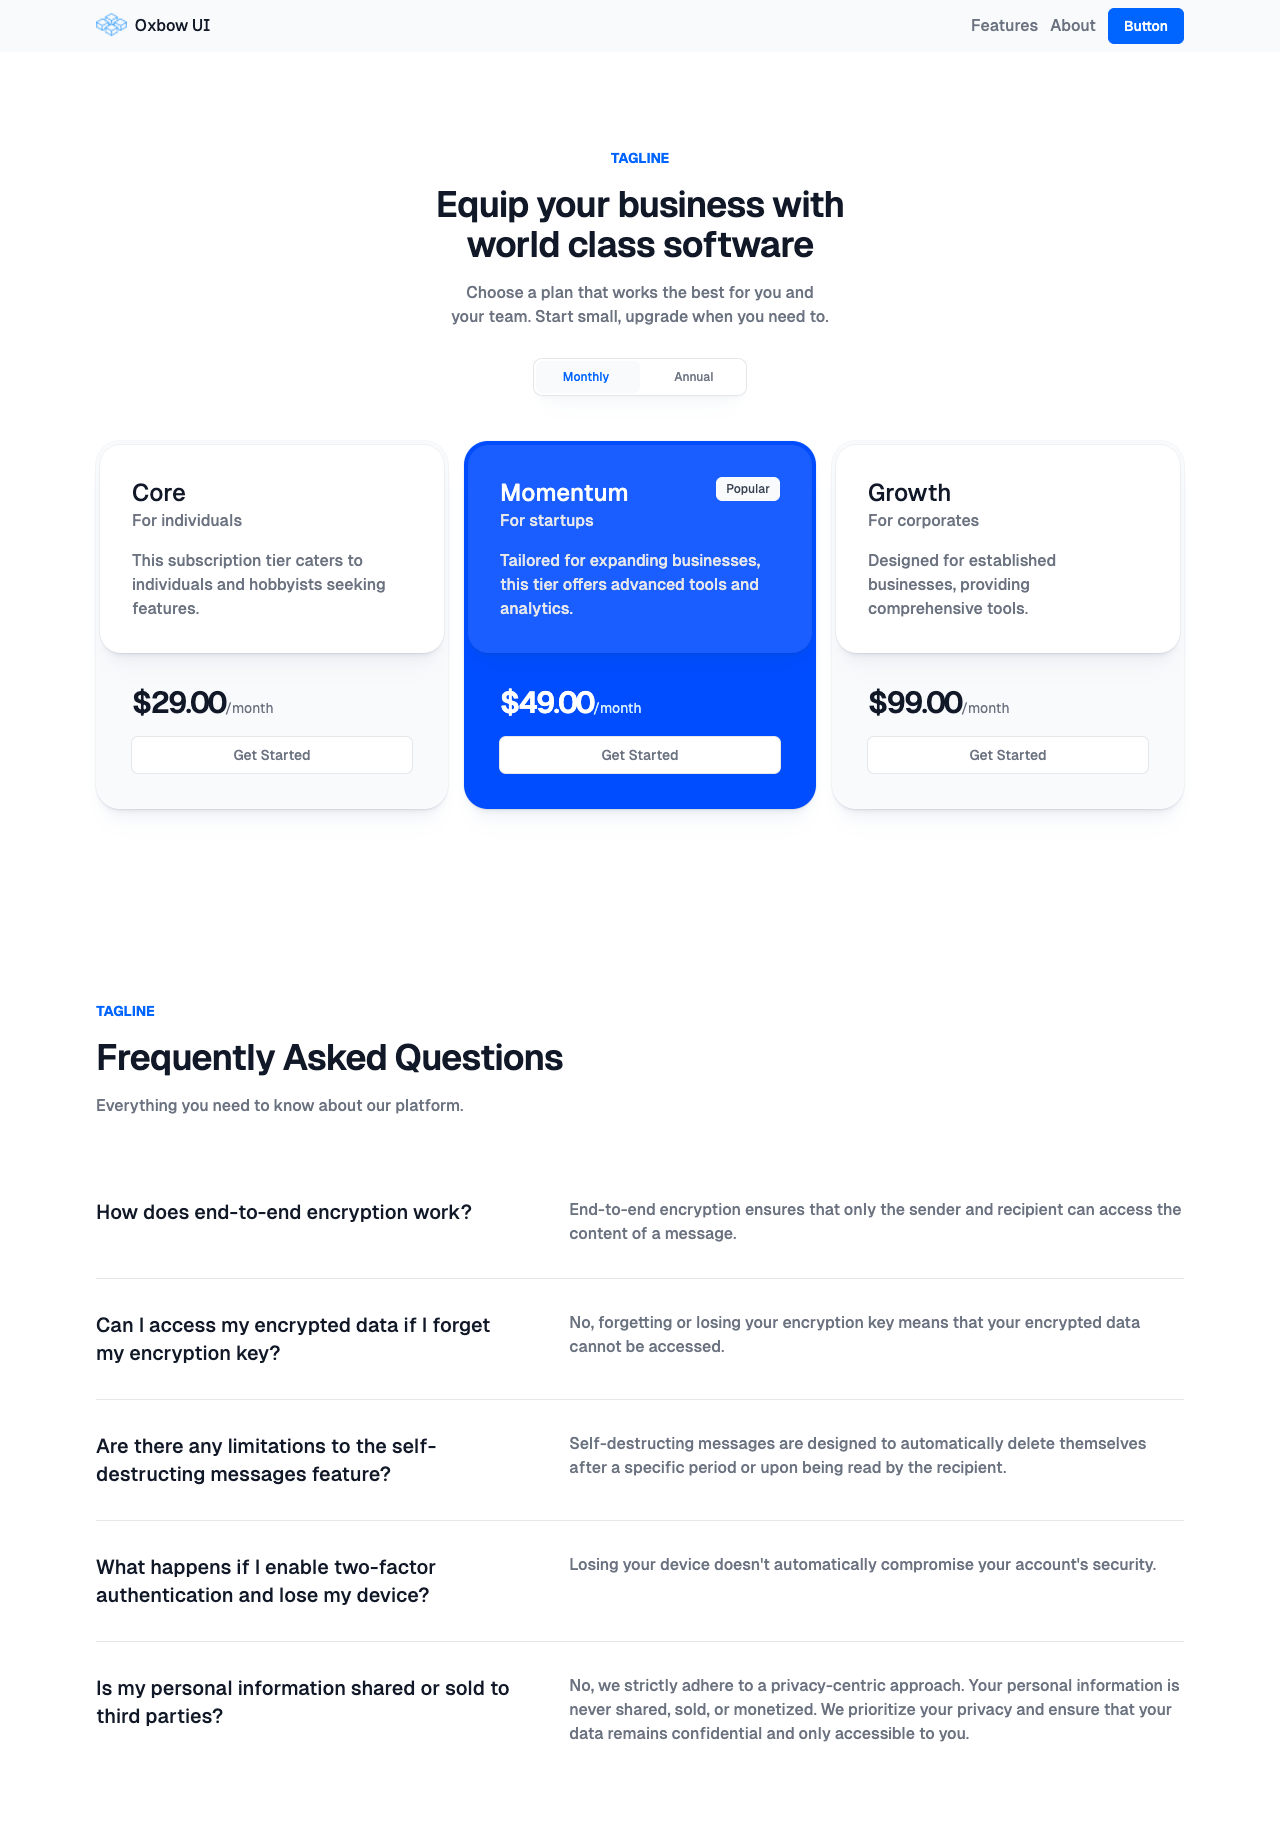 Oxbow UI
Features About Button
TAGLINE
Equip your business with
world class software
Choose a plan that works the best for you and
your team. Start small, upgrade when you need to.
Monthly Annual
Core
For individuals
This subscription tier caters to
individuals and hobbyists seeking
features.
$29.00/month
Get Started
Momentum
Popular
For startups
Tailored for expanding businesses,
this tier offers advanced tools and
analytics.
$49.00/month
Get Started
Growth
For corporates
Designed for established
businesses, providing
comprehensive tools.
$99.00/month
Get Started
TAGLINE
Frequently Asked Questions
Everything you need to know about our platform.
How does end-to-end encryption work?
End-to-end encryption ensures that only the sender and recipient can access the
content of a message.
Can I access my encrypted data if I forget
my encryption key?
No, forgetting or losing your encryption key means that your encrypted data
cannot be accessed.
Are there any limitations to the self-
destructing messages feature?
Self-destructing messages are designed to automatically delete themselves
after a specific period or upon being read by the recipient.
What happens if I enable two-factor
authentication and lose my device?
Losing your device doesn't automatically compromise your account's security.
Is my personal information shared or sold to
third parties?
No, we strictly adhere to a privacy-centric approach. Your personal information is
never shared, sold, or monetized. We prioritize your privacy and ensure that your
data remains confidential and only accessible to you.